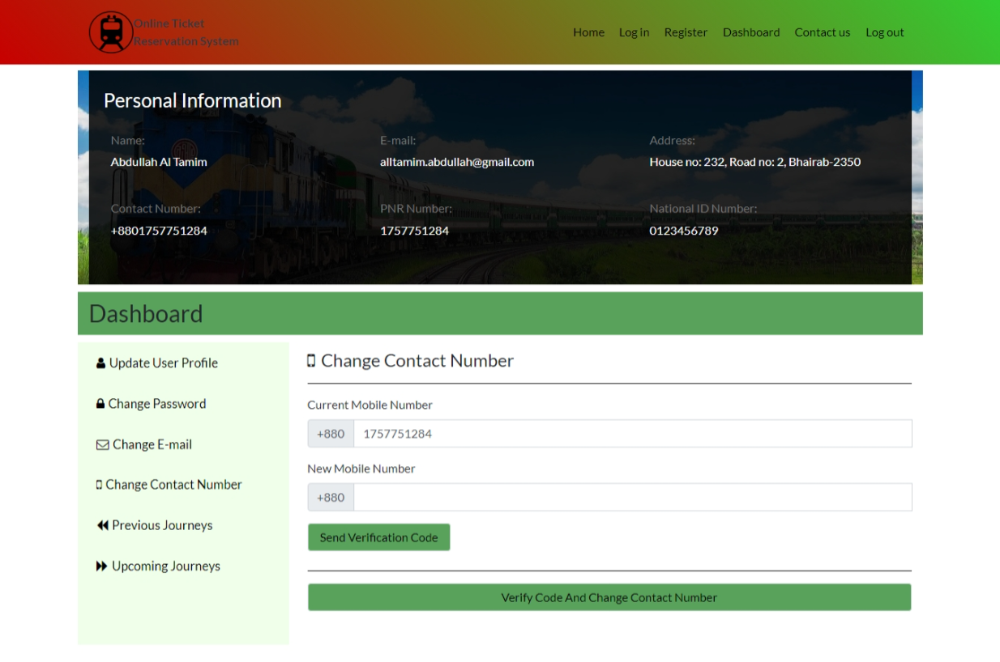 Online Ticket
Reservation System
Home Log in Register Dashboard Contact us Log out
Personal Information
Name: E-mail: Address:
Abdullah Al Tamim alltamim.abdullah@gmail.com House no: 232, Road no: 2, Bhairab-2350
Contact Number: PNR Number: National ID Number:
+8801757751284 1757751284 0123456789
Dashboard
Update User Profile
Change Password
Change E-mail
Change Contact Number
Previous Journeys
Upcoming Journeys
Change Contact Number
Current Mobile Number
+880 1757751284
New Mobile Number
+880
Send Verification Code
Verify Code And Change Contact Number